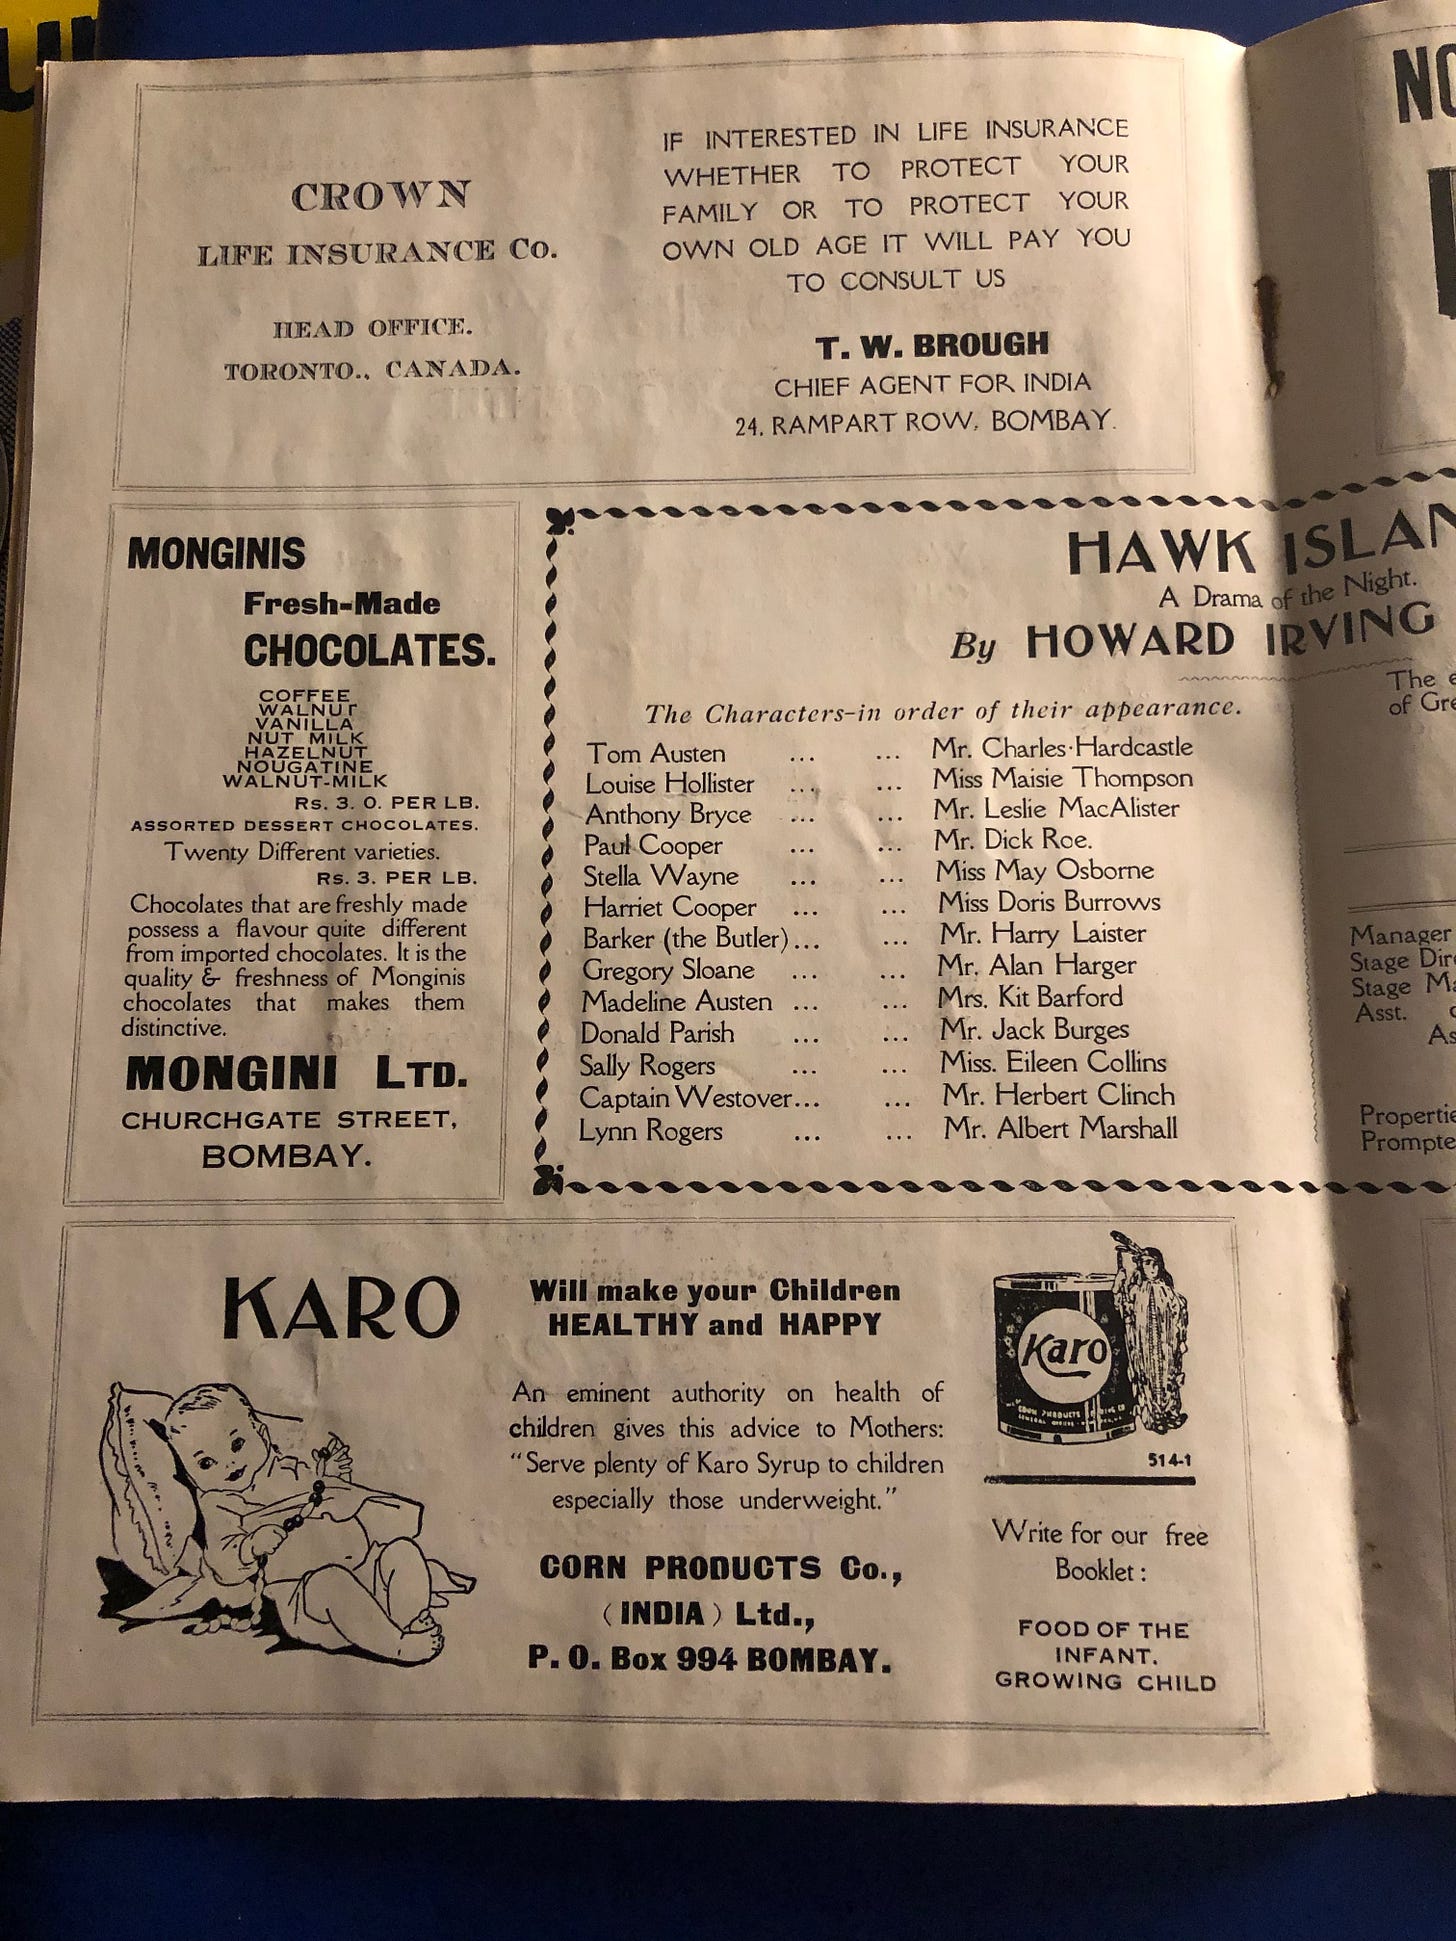 CROWN
LIFE INSURANCE Co.
HEAD OFFICE.
TORONTO., CANADA.
IF INTERESTED IN LIFE INSURANCE
WHETHER TO PROTECT YOUR
FAMILY OR TO PROTECT YOUR
OWN OLD AGE IT WILL PAY YOU
TO CONSULT US
T. W. BROUGH
CHIEF AGENT FOR INDIA
24, RAMPART ROW, BOMBAY.
MONGINIS
Fresh-Made
CHOCOLATES.
COFFEE
WALNUT
VANILLA
NUT MILK
HAZELNUT
NOUGATINE
WALNUT-MILK
Rs. 3. 0. PER LB.
ASSORTED DESSERT CHOCOLATES.
Twenty Different varieties.
Rs. 3. PER LB.
Chocolates that are freshly made
possess a flavour quite different
from imported chocolates. It is the
quality & freshness of Monginis
chocolates that makes them
distinctive.
MONGINI LTD.
CHURCHGATE STREET,
BOMBAY.
HAWK ISLAN
A Drama of the Night.
By HOWARD IRVING
The Characters-in order of their appearance.
Tom Austen ... ... Mr. Charles Hardcastle
Louise Hollister ... ... Miss Maisie Thompson
Anthony Bryce ... ... Mr. Leslie MacAlister
Paul Cooper ... ... Mr. Dick Roe.
Stella Wayne ... ... Miss May Osborne
Harriet Cooper ... ... Miss Doris Burrows
Barker (the Butler)... ... Mr. Harry Laister
Gregory Sloane ... ... Mr. Alan Harger
Madeline Austen ... ... Mrs. Kit Barford
Donald Parish ... ... Mr. Jack Burges
Sally Rogers ... ... Miss. Eileen Collins
Captain Westover... ... Mr. Herbert Clinch
Lynn Rogers ... ... Mr. Albert Marshall
KARO
Will make your Children
HEALTHY and HAPPY
An eminent authority on health of
children gives this advice to Mothers:
"Serve plenty of Karo Syrup to children
especially those underweight."
CORN PRODUCTS Co.,
(INDIA) Ltd.,
P. O. Box 994 BOMBAY.
Karo
514-1
Write for our free
Booklet :
FOOD OF THE
INFANT.
GROWING CHILD
NO
The
of Gre
Manager
Stage Dir
Stage Ma
Asst.
As
Propertie
Prompte